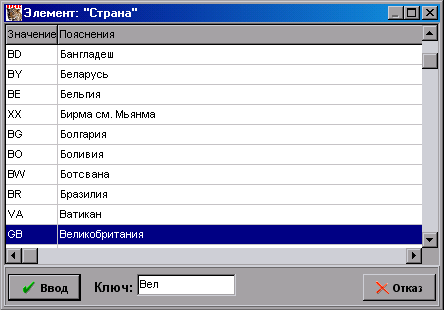 Элемент: "Страна"
Значение Пояснения
BD Бангладеш
BY Беларусь
BE Бельгия
XX Бирма см. Мьянма
BG Болгария
BO Боливия
BW Ботсвана
BR Бразилия
VA Ватикан
GB Великобритания
Ввод Ключ: Вел Отказ